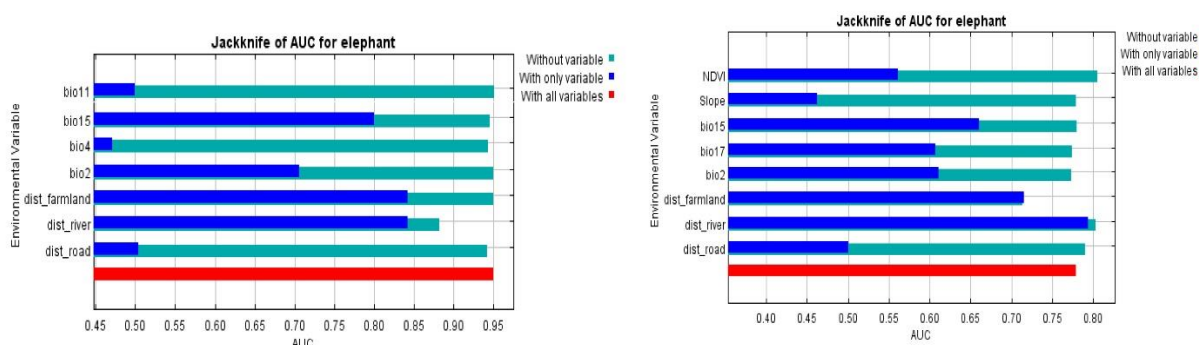 Jackknife of AUC for elephant
Without variable
With only variable
With all variables
Environmental Variable
bio11
bio15
bio4
bio2
dist_farmland
dist_river
dist_road
0.45 0.50 0.55 0.60 0.65 0.70 0.75 0.80 0.85 0.90 0.95
AUC
Jackknife of AUC for elephant
Without variable
With only variable
With all variables
Environmental Variable
NDVI
Slope
bio15
bio17
bio2
dist_farmland
dist_river
dist_road
0.40 0.45 0.50 0.55 0.60 0.65 0.70 0.75 0.80
AUC